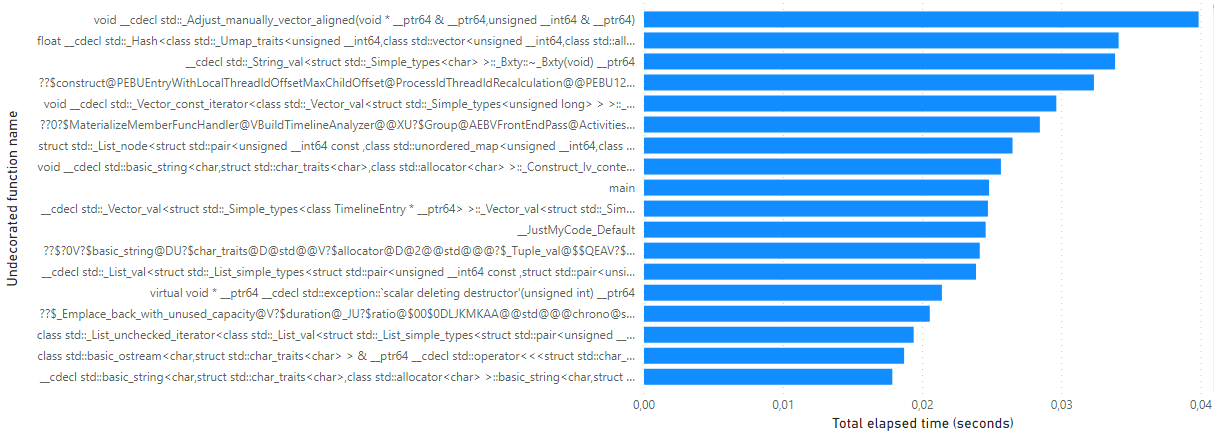 void __cdecl std::_Adjust_manually_vector_aligned(void * __ptr64 & __ptr64,unsigned __int64 & __ptr64)
float __cdecl std::_Hash<class std::_Umap_traits<unsigned __int64,class std::vector<unsigned __int64,class std::all...
__cdecl std::_String_val<struct std::_Simple_types<char> >::_Bxty::~_Bxty(void) __ptr64
??$construct@PEBUEntryWithLocalThreadIdOffsetMaxChildOffset@ProcessIdThreadIdRecalculation@@PEBU12...
void __cdecl std::_Vector_const_iterator<class std::_Vector_val<struct std::_Simple_types<unsigned long> > >::_...
??0?$MaterializeMemberFuncHandler@VBuildTimelineAnalyzer@@XU?$Group@AEBVFrontEndPass@Activities...
struct std::_List_node<struct std::pair<unsigned __int64 const ,class std::unordered_map<unsigned __int64,class ...
void __cdecl std::basic_string<char,struct std::char_traits<char>,class std::allocator<char> >::_Construct_lv_conte...
main
__cdecl std::_Vector_val<struct std::_Simple_types<class TimelineEntry * __ptr64> >::_Vector_val<struct std::_Sim...
__JustMyCode_Default
??$?0V?$basic_string@DU?$char_traits@D@std@@V?$allocator@D@2@@std@@@?$_Tuple_val@$$QEAV?$...
__cdecl std::_List_val<struct std::_List_simple_types<struct std::pair<unsigned __int64 const ,struct std::pair<unsi...
virtual void * __ptr64 __cdecl std::exception::`scalar deleting destructor'(unsigned int) __ptr64
??$_Emplace_back_with_unused_capacity@V?$duration@_JU?$ratio@$00$0DLJKMKAA@@std@@@chrono@s...
class std::_List_unchecked_iterator<class std::_List_val<struct std::_List_simple_types<struct std::pair<unsigned __...
class std::basic_ostream<char,struct std::char_traits<char> > & __ptr64 __cdecl std::operator<<<struct std::char_...
__cdecl std::basic_string<char,struct std::char_traits<char>,class std::allocator<char> >::basic_string<char,struct ...
Undecorated function name
0,00 0,01 0,02 0,03 0,04
Total elapsed time (seconds)